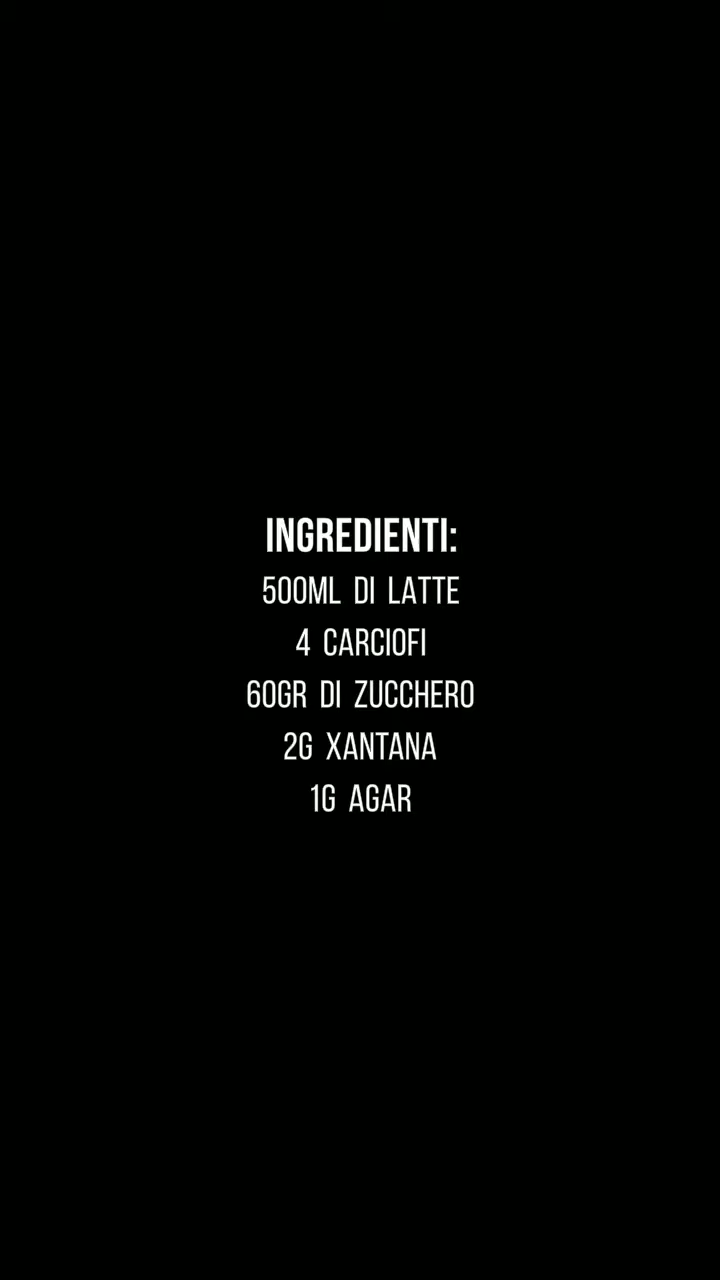 INGREDIENTI:
500ML DI LATTE
4 CARCIOFI
60GR DI ZUCCHERO
2G XANTANA
1G AGAR